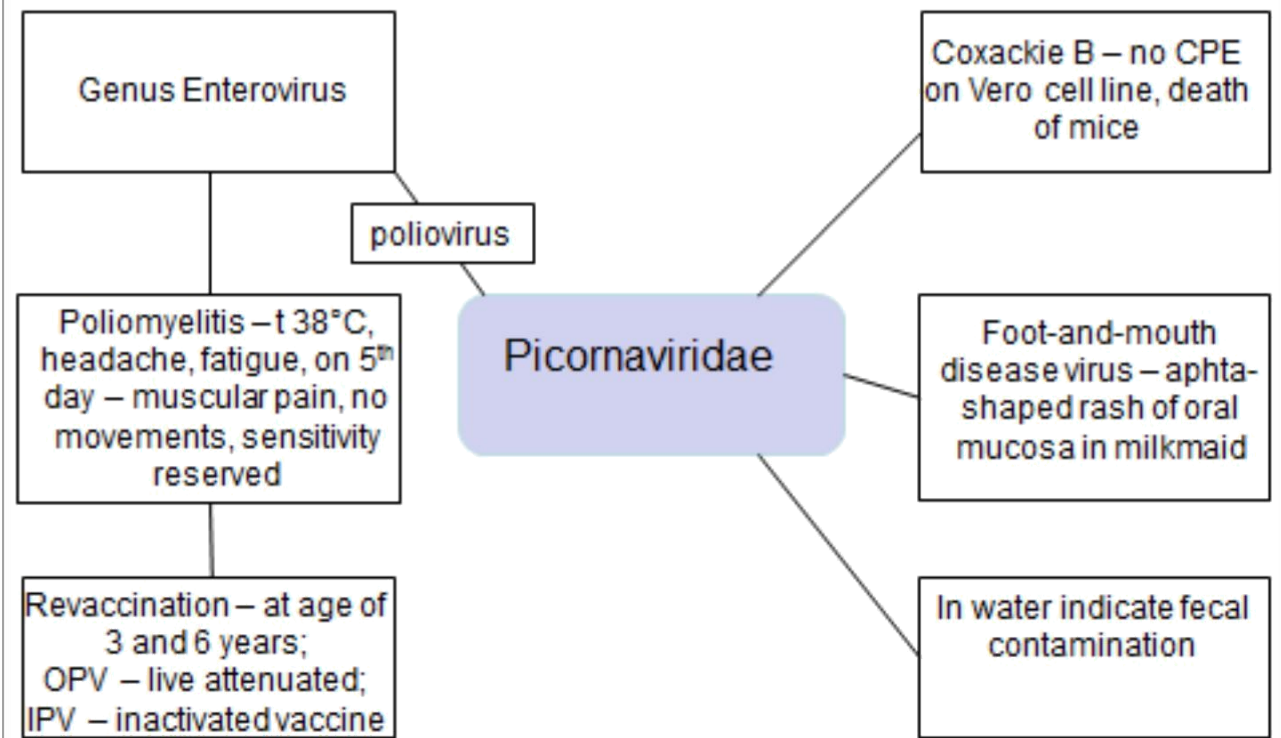 Genus Enterovirus
poliovirus
Poliomyelitis – t 38°C,
headache, fatigue, on 5th
day – muscular pain, no
movements, sensitivity
reserved
Revaccination – at age of
3 and 6 years;
OPV – live attenuated;
IPV – inactivated vaccine
Picornaviridae
Coxackie B – no CPE
on Vero cell line, death
of mice
Foot-and-mouth
disease virus – aphta-
shaped rash of oral
mucosa in milkmaid
In water indicate fecal
contamination